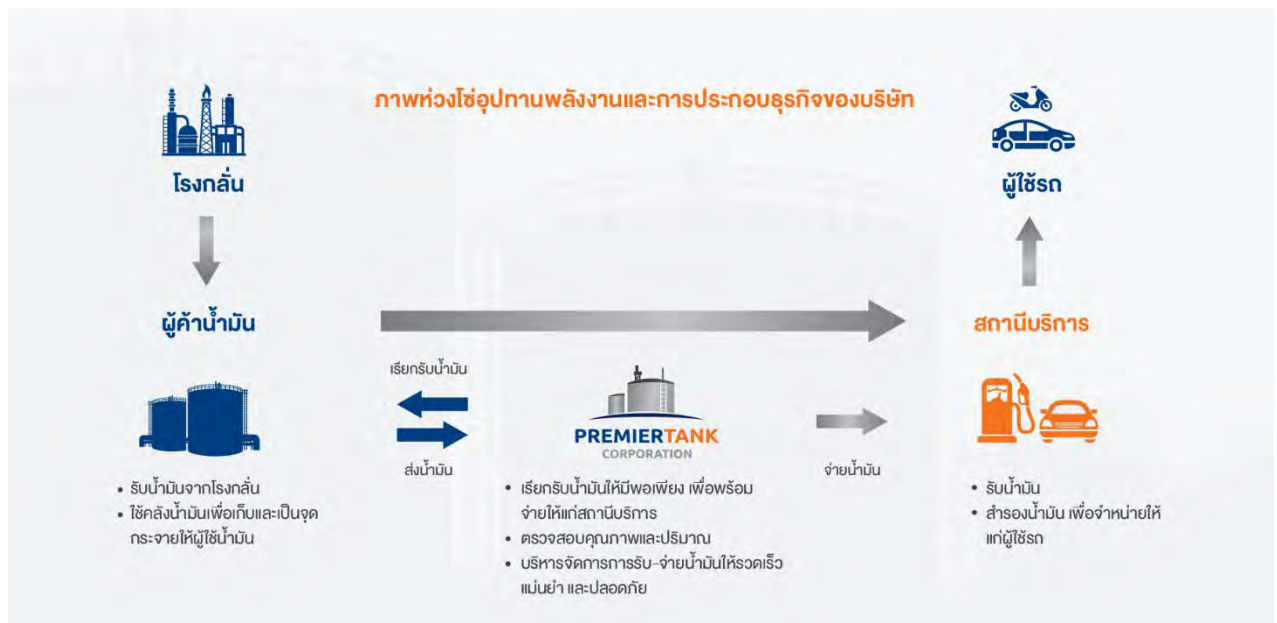 ภาพห่วงโซ่อุปทานพลังงานและการประกอบธุรกิจของบริษัท
โรงกลั่น
ผู้ใช้รถ
ผู้ค้าน้ำมัน
สถานีบริการ
เรียกรับน้ำมัน
ส่งน้ำมัน
PREMIERTANK
CORPORATION
จ่ายน้ำมัน
• รับน้ำมันจากโรงกลั่น
• ใช้คลังน้ำมันเพื่อเก็บและเป็นจุด
กระจายให้ผู้ใช้น้ำมัน
• เรียกรับน้ำมันให้มีพอเพียง เพื่อพร้อม
จ่ายให้แก่สถานีบริการ
• ตรวจสอบคุณภาพและปริมาณ
• บริหารจัดการการรับ-จ่ายน้ำมันให้รวดเร็ว
แม่นยำ และปลอดภัย
• รับน้ำมัน
• สำรองน้ำมัน เพื่อจำหน่ายให้
แก่ผู้ใช้รถ